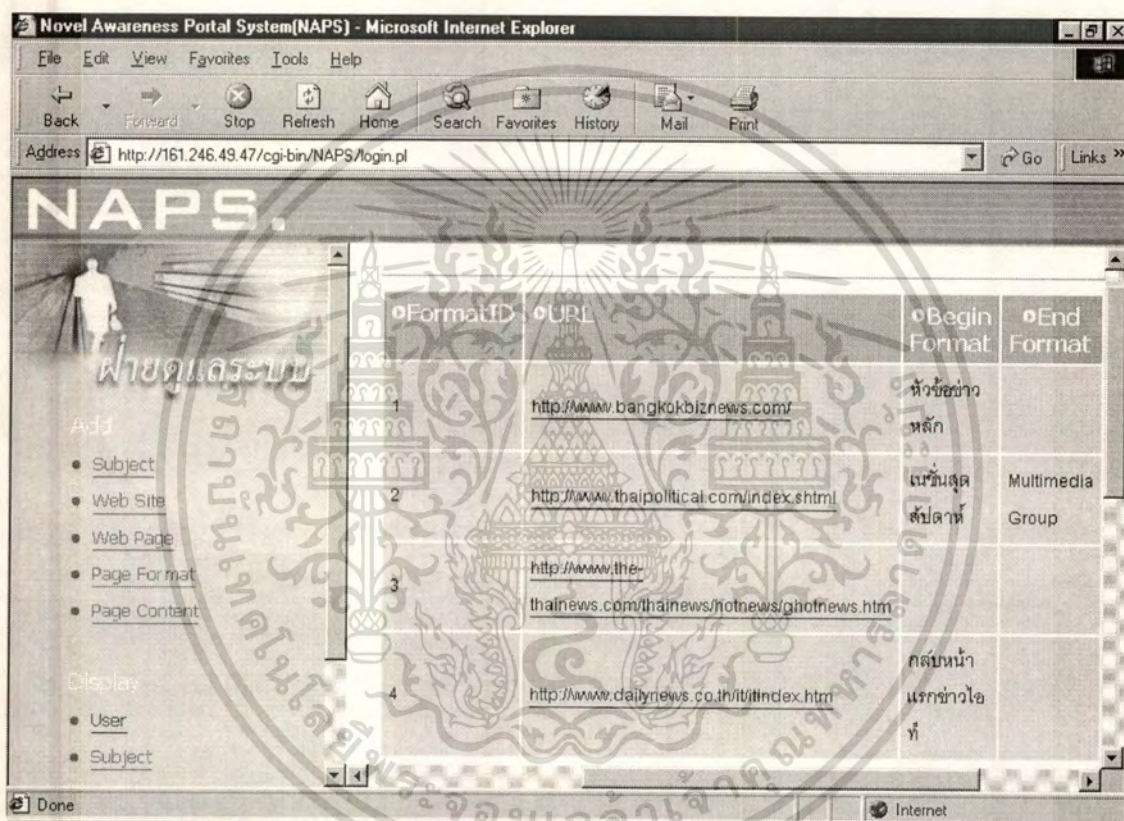 Novel Awareness Portal System(NAPS) - Microsoft Internet Explorer
File Edit View Favorites Tools Help
Back Forward Stop Refresh Home Search Favorites History Mail Print
Address http://161.246.49.47/cgi-bin/NAPS/login.pl Go Links »
NAPS.
ฝ่ายดูแลระบบ
Add
Subject
Web Site
Web Page
Page Format
Page Content
Display
User
Subject
FormatID URL Begin Format End Format
1 http://www.bangkokbiznews.com/ หัวข้อข่าว
หลัก
2 http://www.thaipolitical.com/index.shtml เนชั่นสุด Multimedia
สัปดาห์ Group
3 http://www.the-
thainews.com/thainews/hotnews/ghotnews.htm
4 http://www.dailynews.co.th/it/itindex.htm กลับหน้า
แรกข่าวไอ
ที
Done Internet